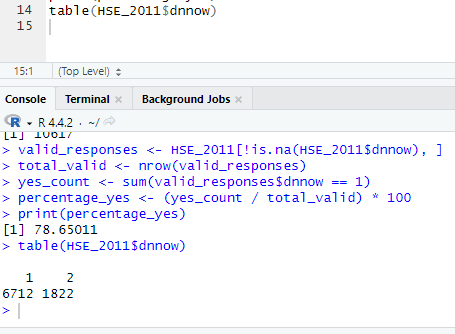 14 table(HSE_2011$dnnow)
15
15:1 (Top Level)
Console Terminal Background Jobs
R R 4.4.2 · ~/
[1] 10617
> valid_responses <- HSE_2011[!is.na(HSE_2011$dnnow), ]
> total_valid <- nrow(valid_responses)
> yes_count <- sum(valid_responses$dnnow == 1)
> percentage_yes <- (yes_count / total_valid) * 100
> print(percentage_yes)
[1] 78.65011
> table(HSE_2011$dnnow)
1 2
6712 1822
>